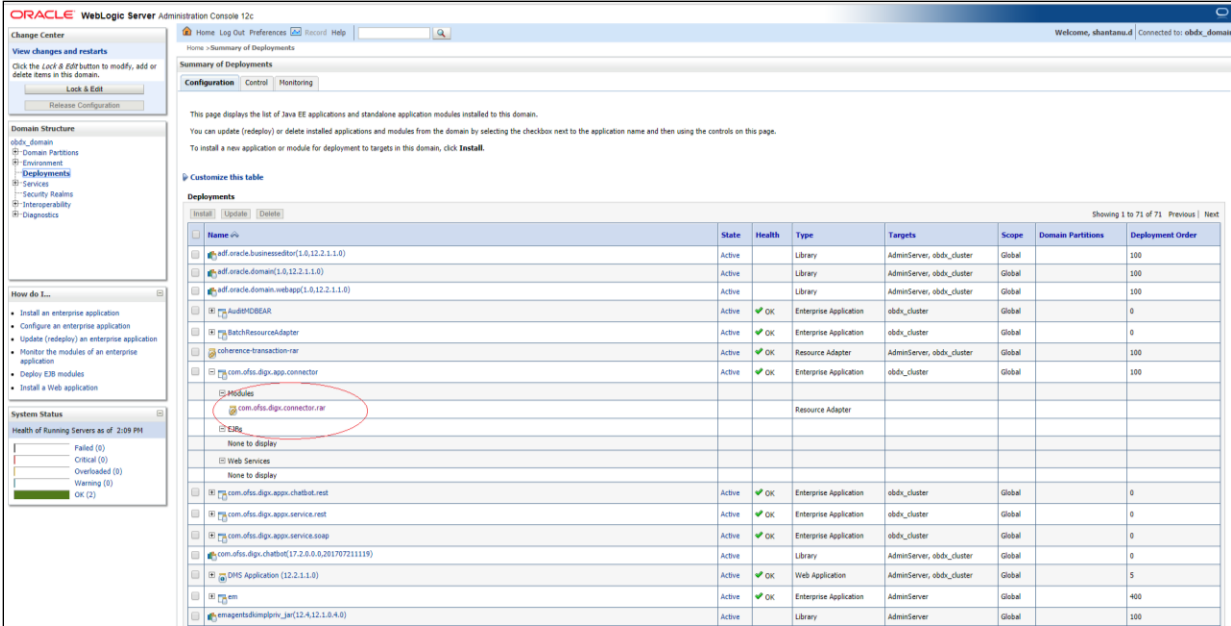 ORACLE WebLogic Server Administration Console 12c
Change Center
View changes and restarts
Click the Lock & Edit button to modify, add or
delete items in this domain.
Lock & Edit
Release Configuration
Domain Structure
obdx_domain
Domain Partitions
Environment
Deployments
Services
Security Realms
Interoperability
Diagnostics
How do I...
Install an enterprise application
Configure an enterprise application
Update (redeploy) an enterprise application
Monitor the modules of an enterprise
application
Deploy EJB modules
Install a Web application
System Status
Health of Running Servers as of 2:09 PM
Failed (0)
Critical (0)
Overloaded (0)
Warning (0)
OK (2)
Home Log Out Preferences Record Help
Welcome, shantanu.d Connected to: obdx_domain
Home >Summary of Deployments
Summary of Deployments
Configuration Control Monitoring
This page displays the list of Java EE applications and standalone application modules installed to this domain.
You can update (redeploy) or delete installed applications and modules from the domain by selecting the checkbox next to the application name and then using the controls on this page.
To install a new application or module for deployment to targets in this domain, click Install.
Customize this table
Deployments
Install Update Delete Showing 1 to 71 of 71 Previous | Next
Name State Health Type Targets Scope Domain Partitions Deployment Order
adf.oracle.businesseditor(1.0,12.2.1.1.0) Active Library AdminServer, obdx_cluster Global 100
adf.oracle.domain(1.0,12.2.1.1.0) Active Library AdminServer, obdx_cluster Global 100
adf.oracle.domain.webapp(1.0,12.2.1.1.0) Active Library AdminServer, obdx_cluster Global 100
AuditMDBEAR Active OK Enterprise Application obdx_cluster Global 0
BatchResourceAdapter Active OK Enterprise Application obdx_cluster Global 0
coherence-transaction-rar Active OK Resource Adapter AdminServer, obdx_cluster Global 100
com.ofss.digx.app.connector Active OK Enterprise Application obdx_cluster Global 100
Modules
com.ofss.digx.connector.rar Resource Adapter
EJBs
None to display
Web Services
None to display
com.ofss.digx.appx.chatbot.rest Active OK Enterprise Application obdx_cluster Global 0
com.ofss.digx.appx.service.rest Active OK Enterprise Application obdx_cluster Global 0
com.ofss.digx.appx.service.soap Active OK Enterprise Application obdx_cluster Global 0
com.ofss.digx.chatbot(17.2.0.0.0,201707211119) Library AdminServer, obdx_cluster Global 0
DMS Application (12.2.1.1.0) Active OK Web Application AdminServer, obdx_cluster Global 5
em Active OK Enterprise Application AdminServer Global 400
emagentsdkimplpriv_jar(12.4,12.1.0.4.0) Active Library AdminServer Global 100